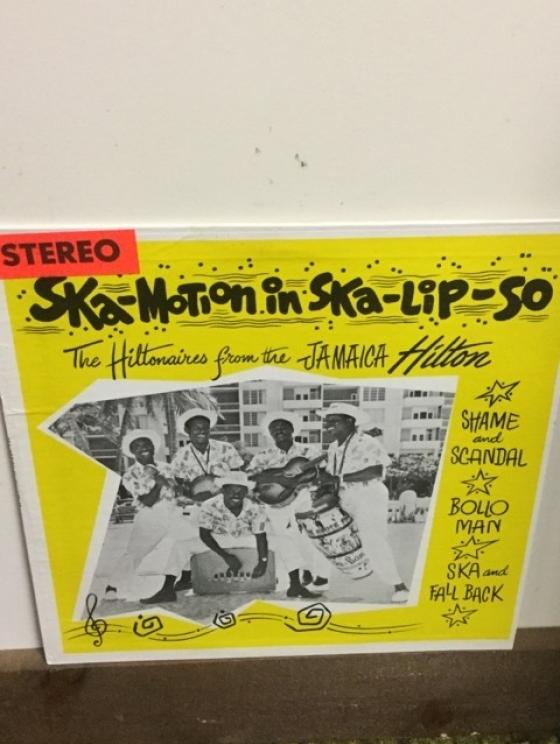 STEREO
SKa-MoTion in SKa-LiP-SO
The Hiltonaires from the JAMAICA Hilton
SHAME
and
SCANDAL
BOLLO
MAN
SKA and
FALL BACK